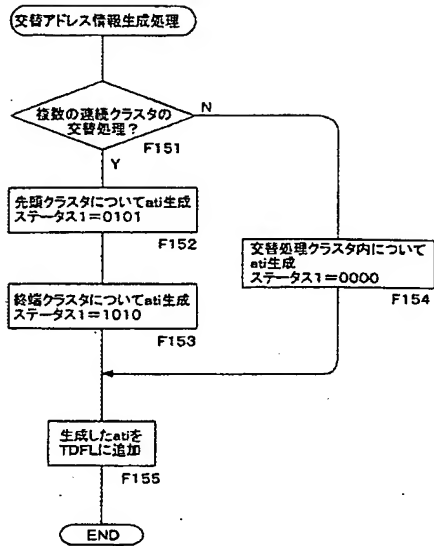 交替アドレス情報生成処理
複数の連続クラスタの
交替処理？
N
F151
Y
先頭クラスタについてati生成
ステータス1=0101
F152
交替処理クラスタ内について
ati生成
ステータス1=0000
F154
終端クラスタについてati生成
ステータス1=1010
F153
生成したatiを
TDFLに追加
F155
END